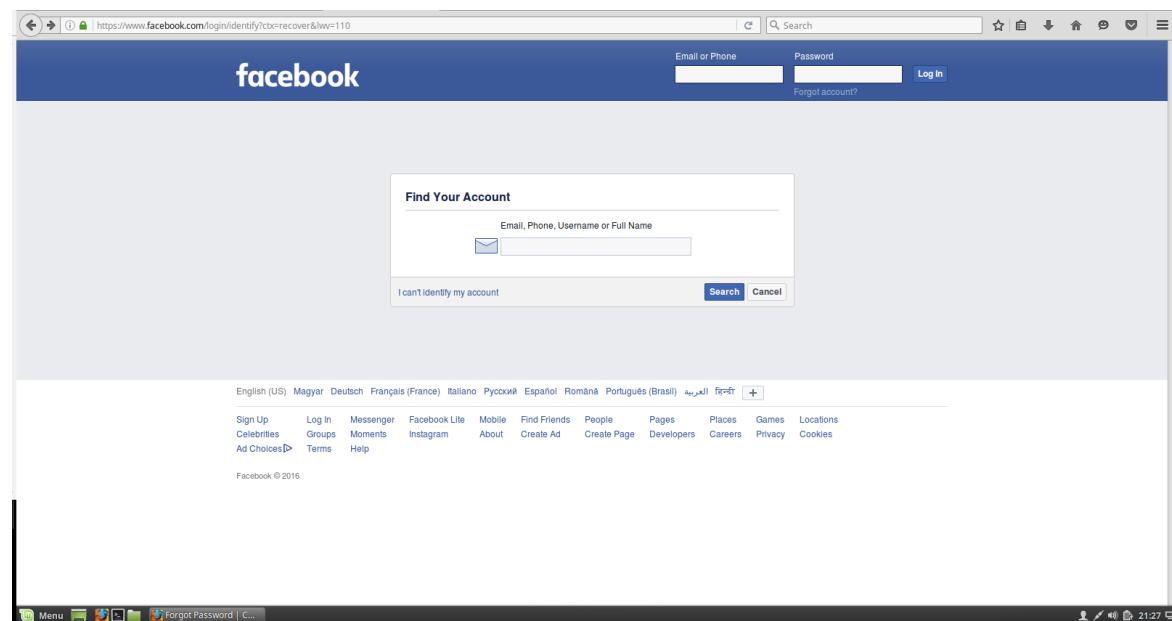 https://www.facebook.com/login/identify?ctx=recover&lwv=110
Search
facebook
Email or Phone
Password
Log In
Forgot account?
Find Your Account
Email, Phone, Username or Full Name
I can't identify my account
Search Cancel
English (US) Magyar Deutsch Français (France) Italiano Русский Español Română Português (Brasil) العربية हिन्दी +
Sign Up Log In Messenger Facebook Lite Mobile Find Friends People Pages Places Games Locations
Celebrities Groups Moments Instagram About Create Ad Create Page Developers Careers Privacy Cookies
Ad Choices Terms Help
Facebook © 2016
Menu Forgot Password | C... 21:27